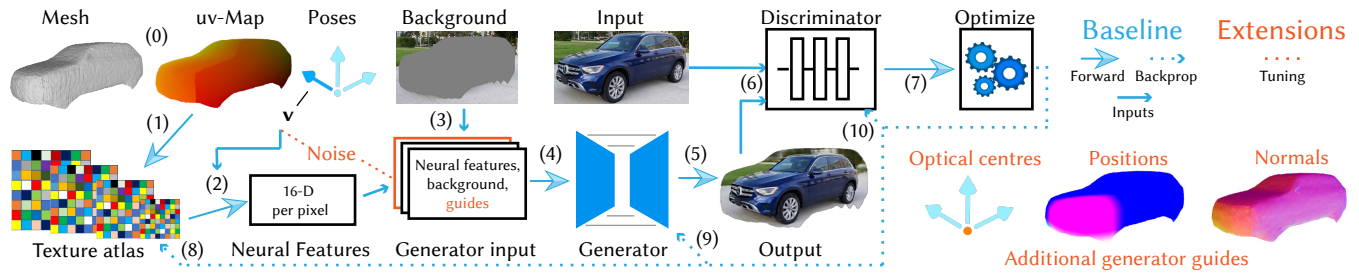 Mesh
uv-Map
Poses
Background
Input
Discriminator
Optimize
Baseline
Extensions
(0)
(6)
(7)
Forward
Backprop
Tuning
Inputs
(1)
v
(3)
(10)
Noise
(2)
(4)
(5)
16-D
per pixel
Neural features,
background,
guides
Optical centres
Positions
Normals
Texture atlas
(8)
Neural Features
Generator input
Generator
(9)
Output
Additional generator guides